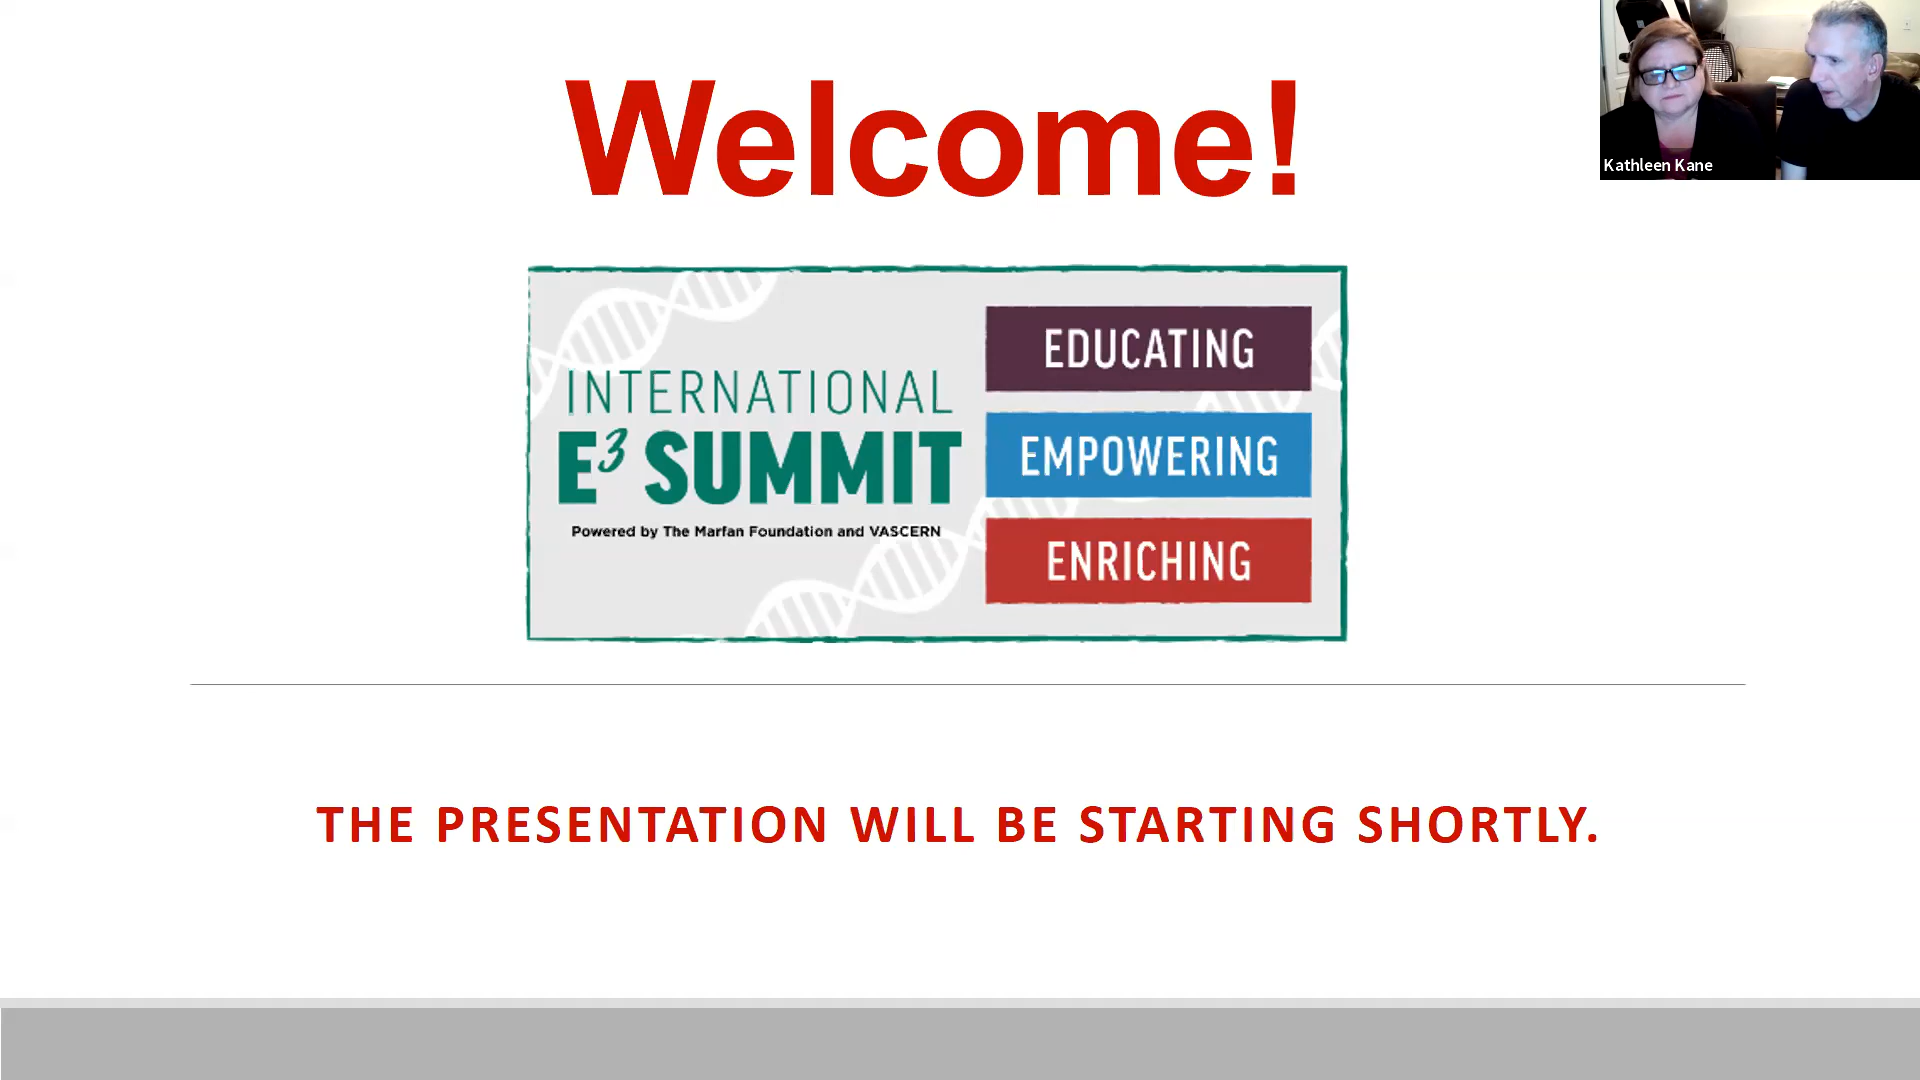 Welcome!
Kathleen Kane
INTERNATIONAL
E³ SUMMIT
Powered by The Marfan Foundation and VASCERN
EDUCATING
EMPOWERING
ENRICHING
THE PRESENTATION WILL BE STARTING SHORTLY.